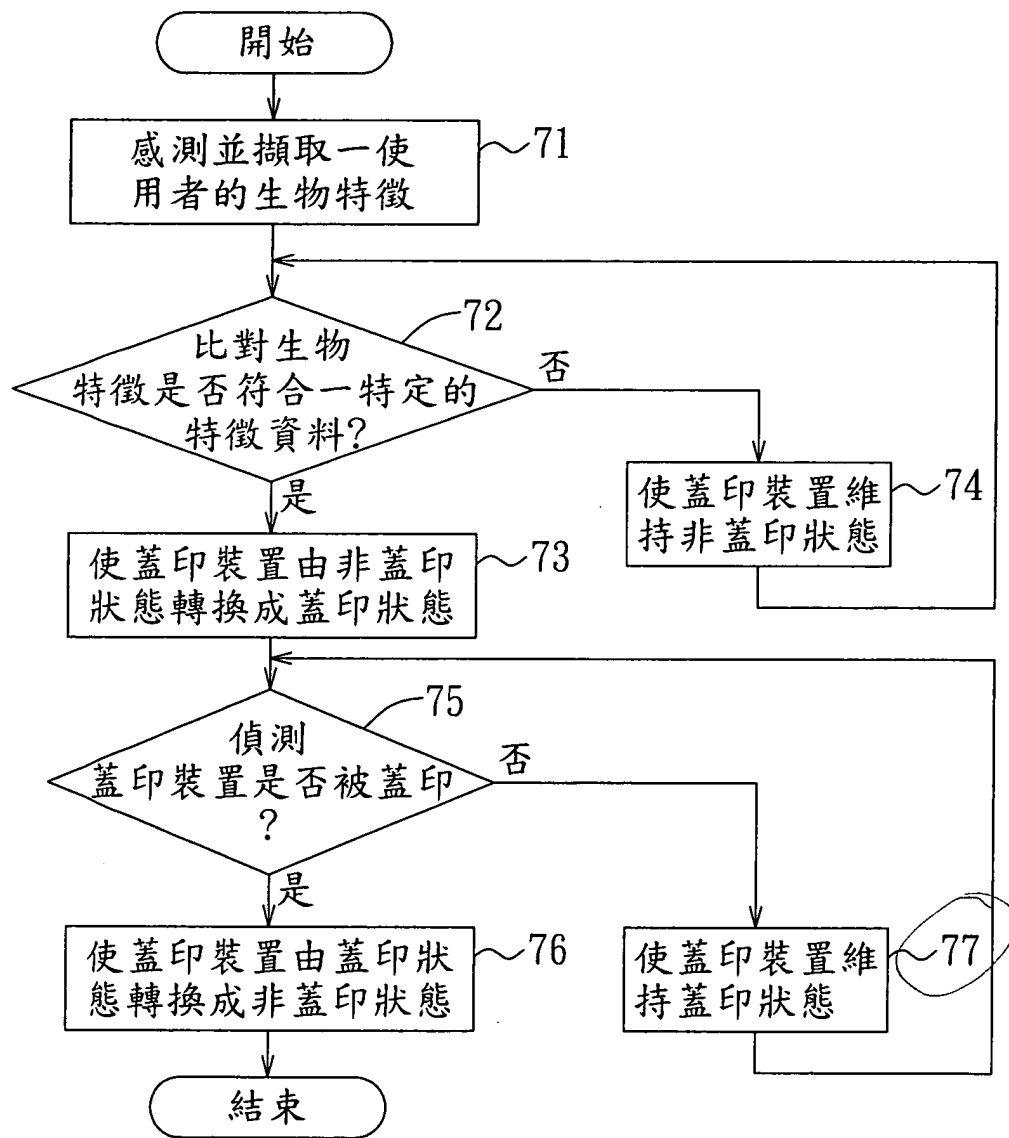 開始
感測並擷取一使
用者的生物特徵
71
72
比對生物
特徵是否符合一特定的
特徵資料?
否
是
使蓋印裝置維
持非蓋印狀態
74
使蓋印裝置由非蓋印
狀態轉換成蓋印狀態
73
75
偵測
蓋印裝置是否被蓋印
?
否
是
使蓋印裝置由蓋印狀
態轉換成非蓋印狀態
76
使蓋印裝置維
持蓋印狀態
77
結束